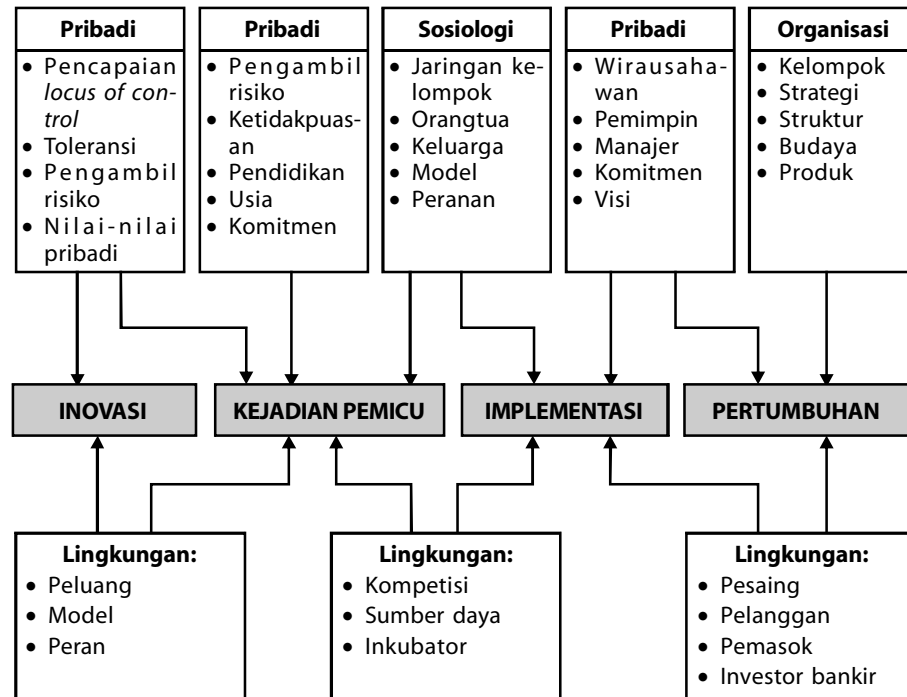 Pribadi
• Pencapaian
locus of con-
trol
• Toleransi
• Pengambil
risiko
• Nilai-nilai
pribadi
Pribadi
• Pengambil
risiko
• Ketidakpuas-
an
• Pendidikan
• Usia
• Komitmen
Sosiologi
• Jaringan ke-
lompok
• Orangtua
• Keluarga
• Model
• Peranan
Pribadi
• Wirausaha-
wan
• Pemimpin
• Manajer
• Komitmen
• Visi
Organisasi
• Kelompok
• Strategi
• Struktur
• Budaya
• Produk
INOVASI
KEJADIAN PEMICU
IMPLEMENTASI
PERTUMBUHAN
Lingkungan:
• Peluang
• Model
• Peran
Lingkungan:
• Kompetisi
• Sumber daya
• Inkubator
Lingkungan:
• Pesaing
• Pelanggan
• Pemasok
• Investor bankir